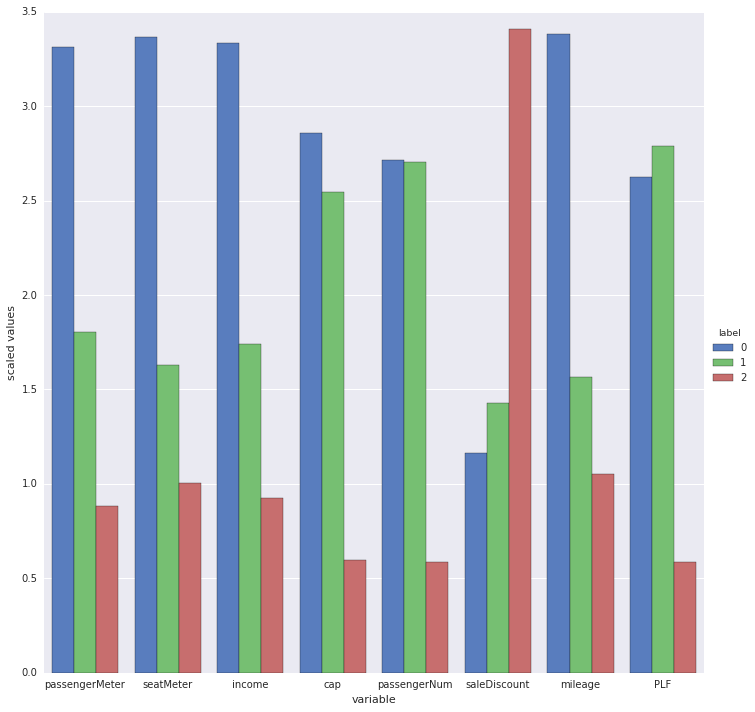 3.5
3.0
2.5
2.0
1.5
1.0
0.5
0.0
scaled values
passengerMeter seatMeter income cap passengerNum saleDiscount mileage PLF
variable
label
0
1
2